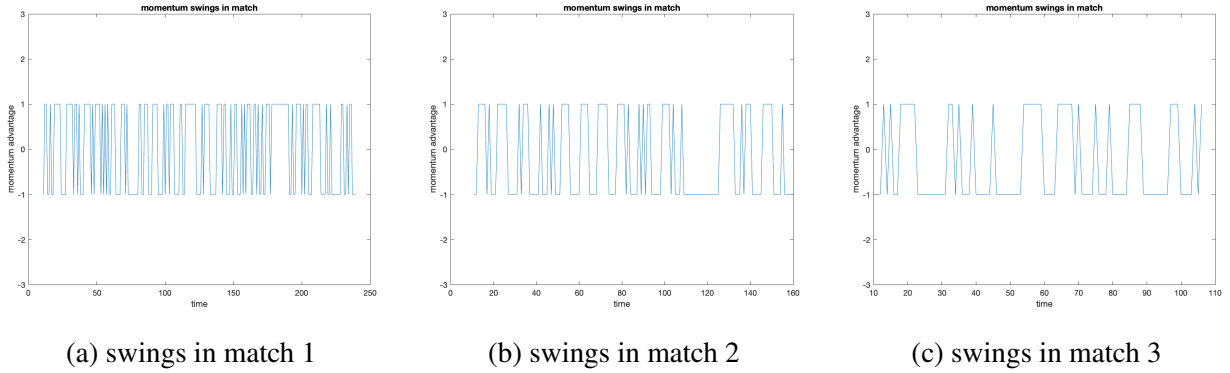 momentum swings in match
3
2
1
0
-1
-2
-3
momentum advantage
0 50 100 150 200 250
time
(a) swings in match 1
momentum swings in match
3
2
1
0
-1
-2
-3
momentum advantage
0 20 40 60 80 100 120 140 160
time
(b) swings in match 2
momentum swings in match
3
2
1
0
-1
-2
-3
momentum advantage
10 20 30 40 50 60 70 80 90 100 110
time
(c) swings in match 3